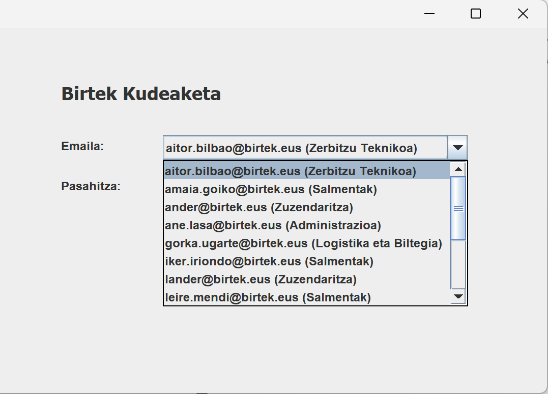 Birtek Kudeaketa
Emaila:
aitor.bilbao@birtek.eus (Zerbitzu Teknikoa)
aitor.bilbao@birtek.eus (Zerbitzu Teknikoa)
Pasahitza:
amaia.goiko@birtek.eus (Salmentak)
ander@birtek.eus (Zuzendaritza)
ane.lasa@birtek.eus (Administrazioa)
gorka.ugarte@birtek.eus (Logistika eta Biltegia)
iker.iriondo@birtek.eus (Salmentak)
lander@birtek.eus (Zuzendaritza)
leire.mendi@birtek.eus (Salmentak)